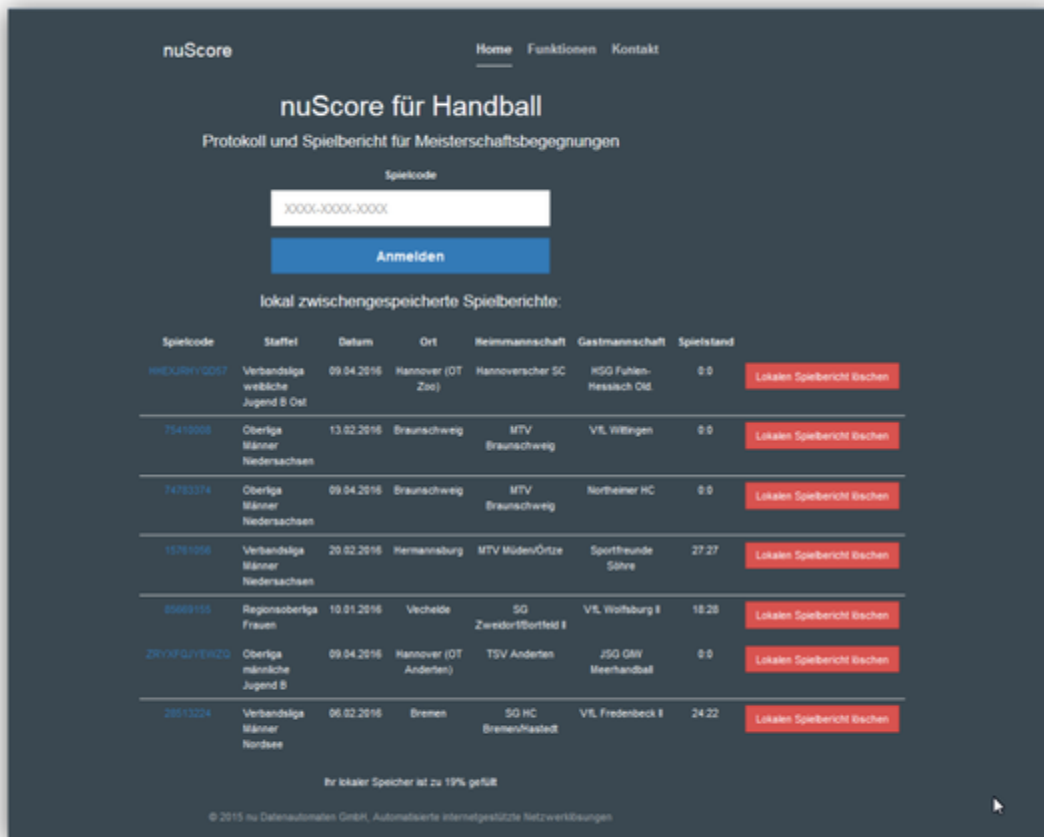 nuScore Home Funktionen Kontakt
nuScore für Handball
Protokoll und Spielbericht für Meisterschaftsbegegnungen
Spielcode
XXXX-XXXX-XXXX
Anmelden
lokal zwischengespeicherte Spielberichte:
Spielcode Staffel Datum Ort Heimmannschaft Gastmannschaft Spielstand
Verbandsliga 09.04.2016 Hannover (OT Hannoverscher SC HSG Fuhlen- 0:0 Lokalen Spielbericht löschen
weibliche Zoo) Hessisch Old.
Jugend B Ost
75410008 Oberliga 13.02.2016 Braunschweig MTV VfL Wittingen 0:0 Lokalen Spielbericht löschen
Männer Braunschweig
Niedersachsen
74783374 Oberliga 09.04.2016 Braunschweig MTV Northeimer HC 0:0 Lokalen Spielbericht löschen
Männer Braunschweig
Niedersachsen
15761056 Verbandsliga 20.02.2016 Hermannsburg MTV Müden/Örtze Sportfreunde 27:27 Lokalen Spielbericht löschen
Männer Söhre
Niedersachsen
Regionsoberliga 10.01.2016 Vechelde SG VfL Wolfsburg II 18:28 Lokalen Spielbericht löschen
Frauen Zweidorf/Bortfeld II
Oberliga 09.04.2016 Hannover (OT TSV Anderten JSG GIW 0:0 Lokalen Spielbericht löschen
männliche Anderten) Meerhandball
Jugend B
28513224 Verbandsliga 06.02.2016 Bremen SG HC VfL Fredenbeck II 24:22 Lokalen Spielbericht löschen
Männer Bremen/Hastedt
Nordsee
Ihr lokaler Speicher ist zu 19% gefüllt
© 2015 nu Datenautomaten GmbH, Automatisierte internetgestützte Netzwerklösungen